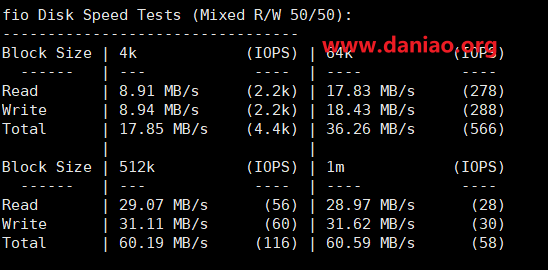 fio Disk Speed Tests (Mixed R/W 50/50):
---------------------------------
www.daniao.org
Block Size | 4k (IOPS) | 64k (IOPS)
------ | --- ---- | ---- ----
Read | 8.91 MB/s (2.2k) | 17.83 MB/s (278)
Write | 8.94 MB/s (2.2k) | 18.43 MB/s (288)
Total | 17.85 MB/s (4.4k) | 36.26 MB/s (566)
| |
Block Size | 512k (IOPS) | 1m (IOPS)
------ | --- ---- | ---- ----
Read | 29.07 MB/s (56) | 28.97 MB/s (28)
Write | 31.11 MB/s (60) | 31.62 MB/s (30)
Total | 60.19 MB/s (116) | 60.59 MB/s (58)